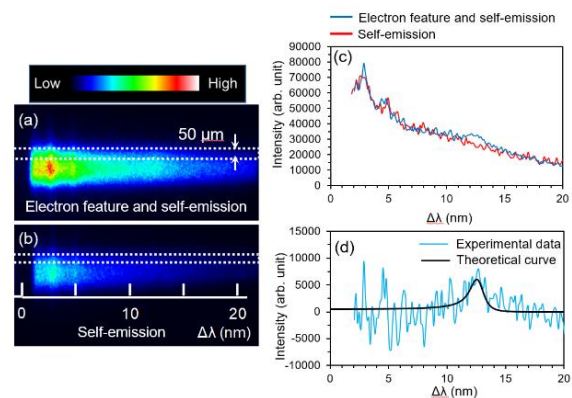 Low High
(a)
50 μm
Electron feature and self-emission
(b)
0 5 10 15 20
Self-emission Δλ (nm)
Electron feature and self-emission
Self-emission
(c)
Intensity (arb. unit)
90000
80000
70000
60000
50000
40000
30000
20000
10000
0
0 5 10 15 20
Δλ (nm)
(d)
Experimental data
Theoretical curve
Intensity (arb. unit)
15000
10000
5000
0
-5000
-10000
0 5 10 15 20
Δλ (nm)